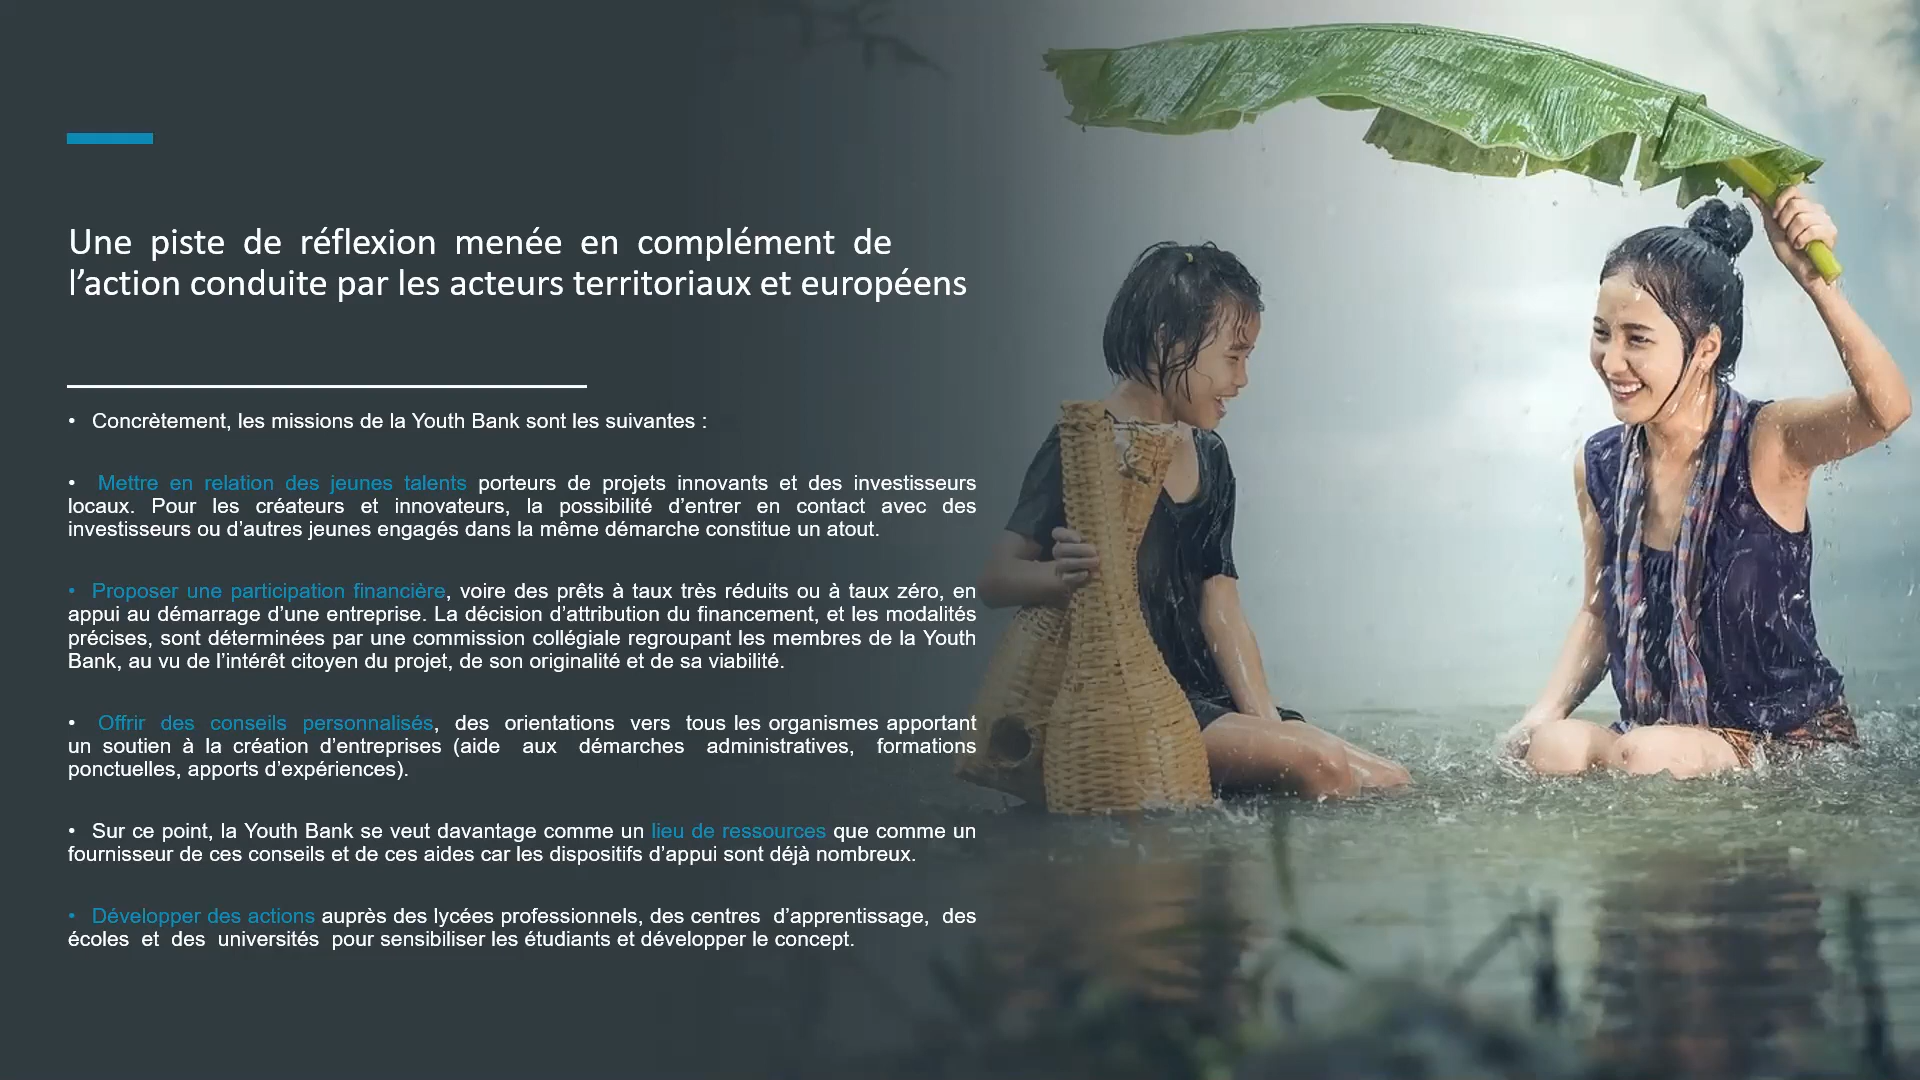 Une piste de réflexion menée en complément de
l’action conduite par les acteurs territoriaux et européens
• Concrètement, les missions de la Youth Bank sont les suivantes :
• Mettre en relation des jeunes talents porteurs de projets innovants et des investisseurs
locaux. Pour les créateurs et innovateurs, la possibilité d’entrer en contact avec des
investisseurs ou d’autres jeunes engagés dans la même démarche constitue un atout.
• Proposer une participation financière, voire des prêts à taux très réduits ou à taux zéro, en
appui au démarrage d’une entreprise. La décision d’attribution du financement, et les modalités
précises, sont déterminées par une commission collégiale regroupant les membres de la Youth
Bank, au vu de l’intérêt citoyen du projet, de son originalité et de sa viabilité.
• Offrir des conseils personnalisés, des orientations vers tous les organismes apportant
un soutien à la création d’entreprises (aide aux démarches administratives, formations
ponctuelles, apports d’expériences).
• Sur ce point, la Youth Bank se veut davantage comme un lieu de ressources que comme un
fournisseur de ces conseils et de ces aides car les dispositifs d’appui sont déjà nombreux.
• Développer des actions auprès des lycées professionnels, des centres d’apprentissage, des
écoles et des universités pour sensibiliser les étudiants et développer le concept.